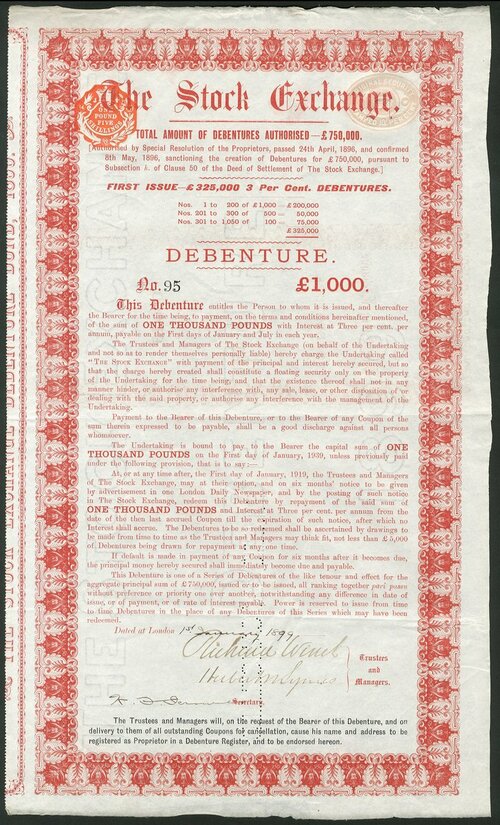 The Stock Exchange.
POUND
FIVE
TOTAL AMOUNT OF DEBENTURES AUTHORISED—£750,000.
[Authorised by Special Resolution of the Proprietors, passed 24th April, 1896, and confirmed
8th May, 1896, sanctioning the creation of Debentures for £750,000, pursuant to
Subsection k. of Clause 50 of the Deed of Settlement of The Stock Exchange.]
FIRST ISSUE—£325,000 3 Per Cent. DEBENTURES.
Nos. 1 to 200 of £1,000 — £200,000
Nos. 201 to 300 of 500 — 50,000
Nos. 301 to 1,050 of 100 — 75,000
£325,000
DEBENTURE.
No. 95 £1,000.
This Debenture entitles the Person to whom it is issued, and thereafter
the Bearer for the time being, to payment, on the terms and conditions hereinafter mentioned,
of the sum of ONE THOUSAND POUNDS with Interest at Three per cent. per
annum, payable on the First days of January and July in each year.
The Trustees and Managers of The Stock Exchange (on behalf of the Undertaking
and not so as to render themselves personally liable) hereby charge the Undertaking called
"THE STOCK EXCHANGE" with payment of the principal and interest hereby secured, but so
that the charge hereby created shall constitute a floating security only on the property
of the Undertaking for the time being; and that the existence thereof shall not in any
manner hinder, or authorise any interference with, any sale, lease, or other disposition of or
dealing with the said property, or authorise any interference with the management of the
Undertaking.
Payment to the Bearer of this Debenture, or to the Bearer of any Coupon of the
sum therein expressed to be payable, shall be a good discharge against all persons
whomsoever.
The Undertaking is bound to pay to the Bearer the capital sum of ONE
THOUSAND POUNDS on the First day of January, 1939, unless previously paid
under the following provision, that is to say:—
At, or at any time after, the First day of January, 1919, the Trustees and Managers
of The Stock Exchange, may at their option, and on six months' notice to be given
by advertisement in one London Daily Newspaper, and by the posting of such notice
in The Stock Exchange, redeem this Debenture by repayment of the said sum of
ONE THOUSAND POUNDS and Interest at Three per cent. per annum from the
date of the then last accrued Coupon till the expiration of such notice, after which no
Interest shall accrue. The Debentures to be so redeemed shall be ascertained by drawings to
be made from time to time as the Trustees and Managers may think fit, not less than £5,000
of Debentures being drawn for repayment at any one time.
If default is made in payment of any Coupon for six months after it becomes due,
the principal money hereby secured shall immediately become due and payable.
This Debenture is one of a Series of Debentures of the like tenour and effect for the
aggregate principal sum of £750,000, issued or to be issued, all ranking together pari passu
without preference or priority one over another, notwithstanding any difference in date of
issue, or of payment, or of rate of interest payable. Power is reserved to issue from time
to time Debentures in the place of any Debentures of this Series which may have been
redeemed.
Dated at London 1st January 1899
Trustees
and
Managers.
Secretary.
The Trustees and Managers will, on the request of the Bearer of this Debenture, and on
delivery to them of all outstanding Coupons for cancellation, cause his name and address to be
registered as Proprietor in a Debenture Register, and to be endorsed hereon.